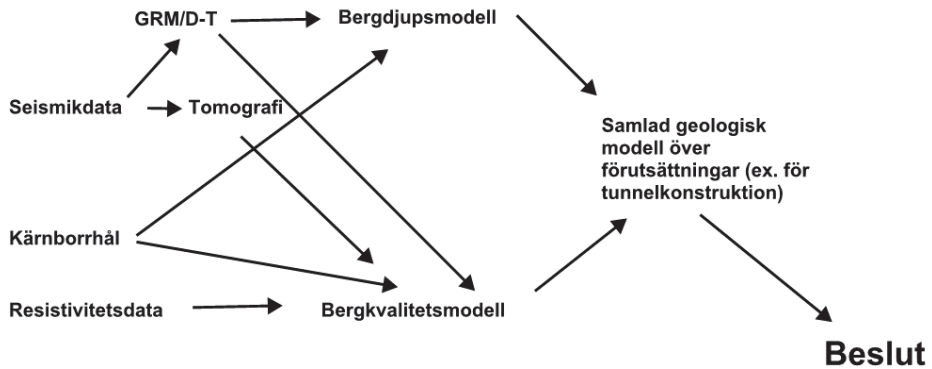 GRM/D-T
Bergdjupsmodell
Seismikdata
Tomografi
Samlad geologisk
modell över
förutsättningar (ex. för
tunnelkonstruktion)
Kärnborrhål
Resistivitetsdata
Bergkvalitetsmodell
Beslut